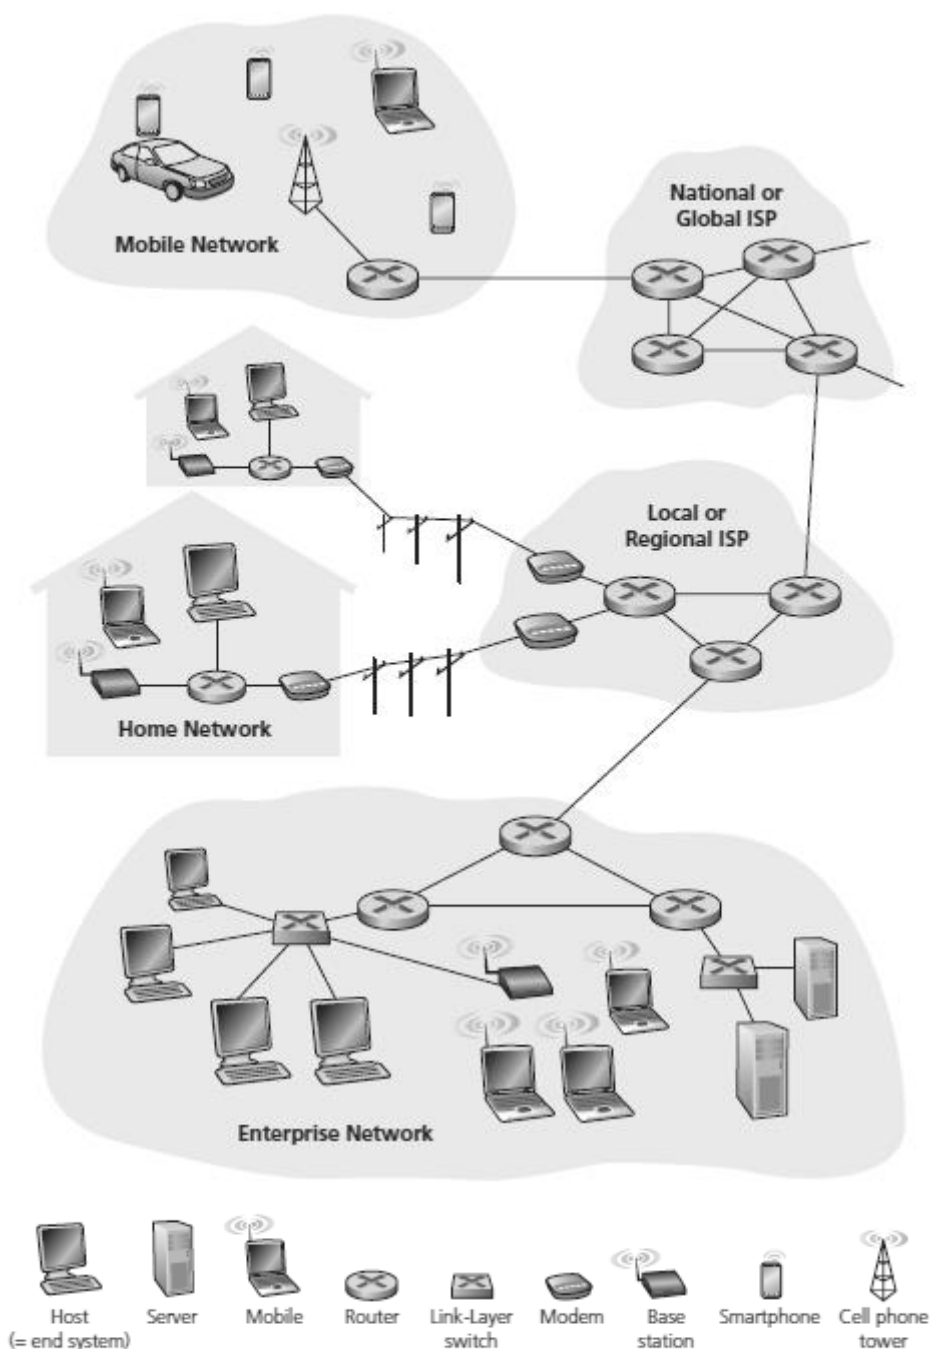 Mobile Network
National or
Global ISP
Local or
Regional ISP
Home Network
Enterprise Network
Host
(= end system)
Server
Mobile
Router
Link-Layer
switch
Modem
Base
station
Smartphone
Cell phone
tower